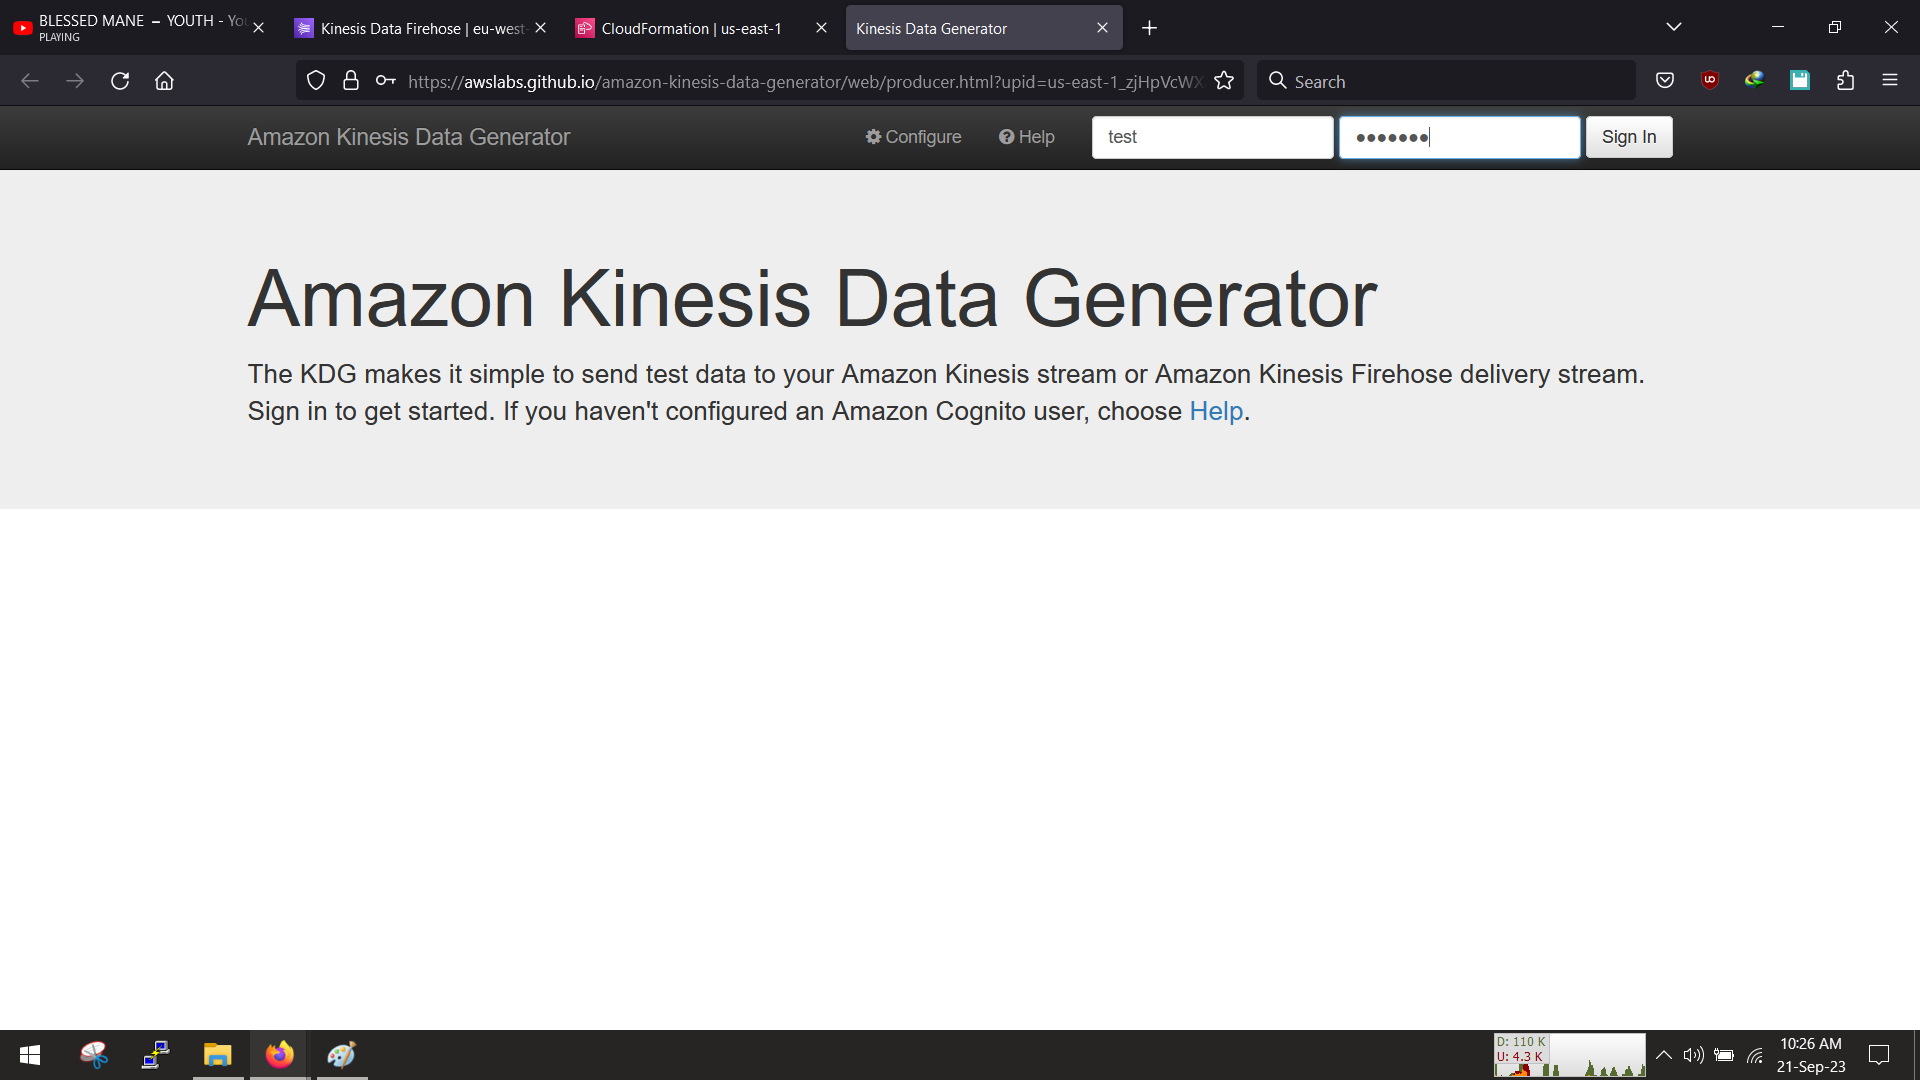 BLESSED MANE – YOUTH - You
PLAYING
Kinesis Data Firehose | eu-west-
CloudFormation | us-east-1
Kinesis Data Generator
https://awslabs.github.io/amazon-kinesis-data-generator/web/producer.html?upid=us-east-1_zjHpVcWX
Search
Amazon Kinesis Data Generator
Configure
Help
test
•••••••
Sign In
Amazon Kinesis Data Generator
The KDG makes it simple to send test data to your Amazon Kinesis stream or Amazon Kinesis Firehose delivery stream.
Sign in to get started. If you haven't configured an Amazon Cognito user, choose Help.
D: 110 K
U: 4.3 K
10:26 AM
21-Sep-23